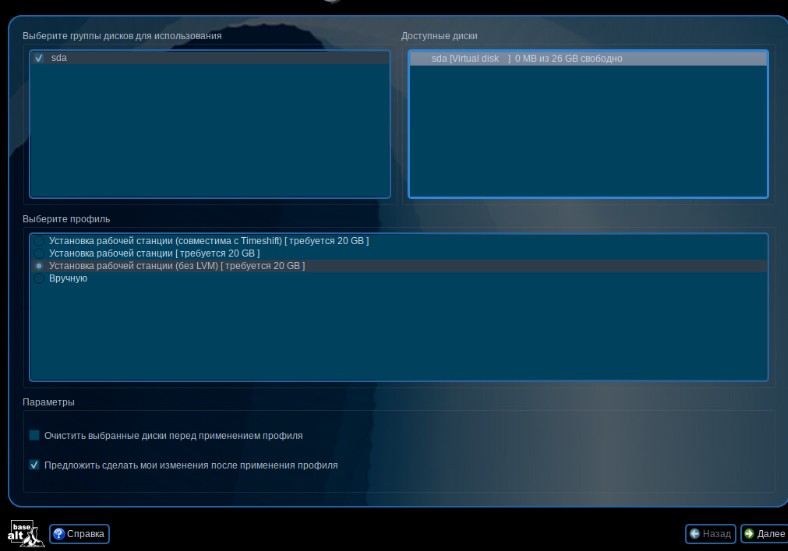 Выберите группы дисков для использования
Доступные диски
sda
sda [Virtual disk    ]  0 MB из 26 GB свободно
Выберите профиль
Установка рабочей станции (совместима с Timeshift) [ требуется 20 GB ]
Установка рабочей станции [ требуется 20 GB ]
Установка рабочей станции (без LVM) [ требуется 20 GB ]
Вручную
Параметры
Очистить выбранные диски перед применением профиля
Предложить сделать мои изменения после применения профиля
base
alt
Справка
Назад
Далее